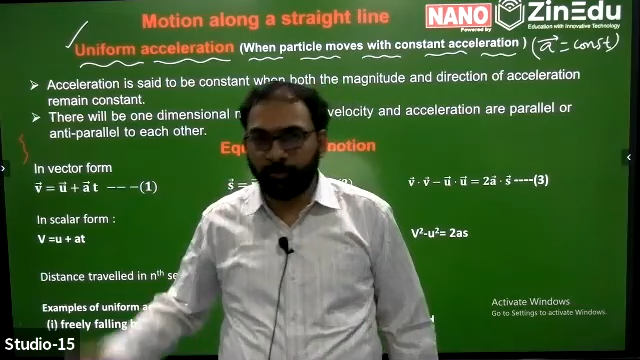 Motion along a straight line
NANO
Powered by
ZinEdu
Education with Innovative Technology
Uniform acceleration (When particle moves with constant acceleration ) (a⃗ = const)
➢ Acceleration is said to be constant when both the magnitude and direction of acceleration
remain constant.
➢ There will be one dimensional velocity and acceleration are parallel or
anti-parallel to each other.
In vector form
v⃗ = u⃗ + a⃗ t ––– –(1)
s⃗ =
v⃗ · v⃗ − u⃗ · u⃗ = 2a⃗ · s⃗ ----(3)
In scalar form :
V =u + at
V²-u²= 2as
Distance travelled in nᵗʰ
Examples of uniform
(i) freely falling
Activate Windows
Go to Settings to activate Windows.
Studio-15